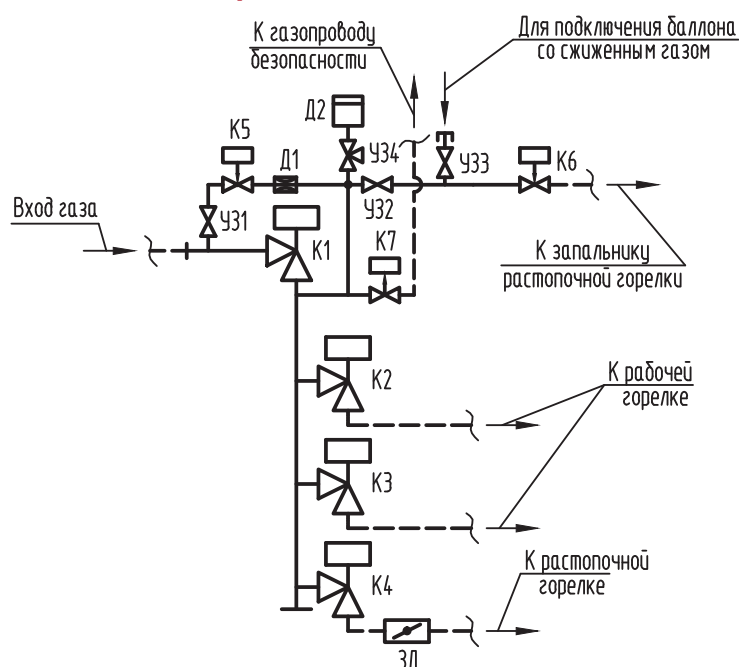 К газопроводу
безопасности
Для подключения баллона
со сжиженным газом
Д2
К5
Д1
УЗ4
УЗ3
К6
УЗ2
Вход газа
УЗ1
К1
К7
К запальнику
растопочной горелки
К2
К рабочей
горелке
К3
К растопочной
горелке
К4
ЗД